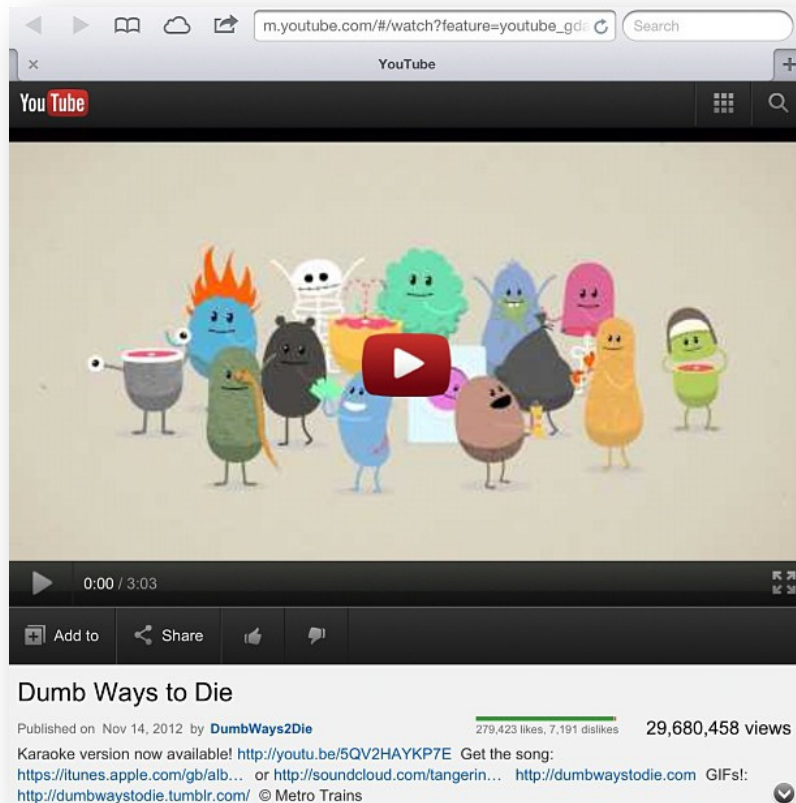 m.youtube.com/#/watch?feature=youtube_gda
Search
YouTube
YouTube
0:00 / 3:03
Add to
Share
Dumb Ways to Die
Published on Nov 14, 2012 by DumbWays2Die
279,423 likes, 7,191 dislikes
29,680,458 views
Karaoke version now available! http://youtu.be/5QV2HAYKP7E Get the song:
https://itunes.apple.com/gb/alb... or http://soundcloud.com/tangerin... http://dumbwaystodie.com GIFs!:
http://dumbwaystodie.tumblr.com/ © Metro Trains